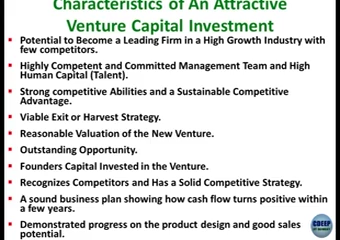 Characteristics of An Attractive
Venture Capital Investment
Potential to Become a Leading Firm in a High Growth Industry with
few competitors.
Highly Competent and Committed Management Team and High
Human Capital (Talent).
Strong competitive Abilities and a Sustainable Competitive
Advantage.
Viable Exit or Harvest Strategy.
Reasonable Valuation of the New Venture.
Outstanding Opportunity.
Founders Capital Invested in the Venture.
Recognizes Competitors and Has a Solid Competitive Strategy.
A sound business plan showing how cash flow turns positive within
a few years.
Demonstrated progress on the product design and good sales
potential.
CDEEP